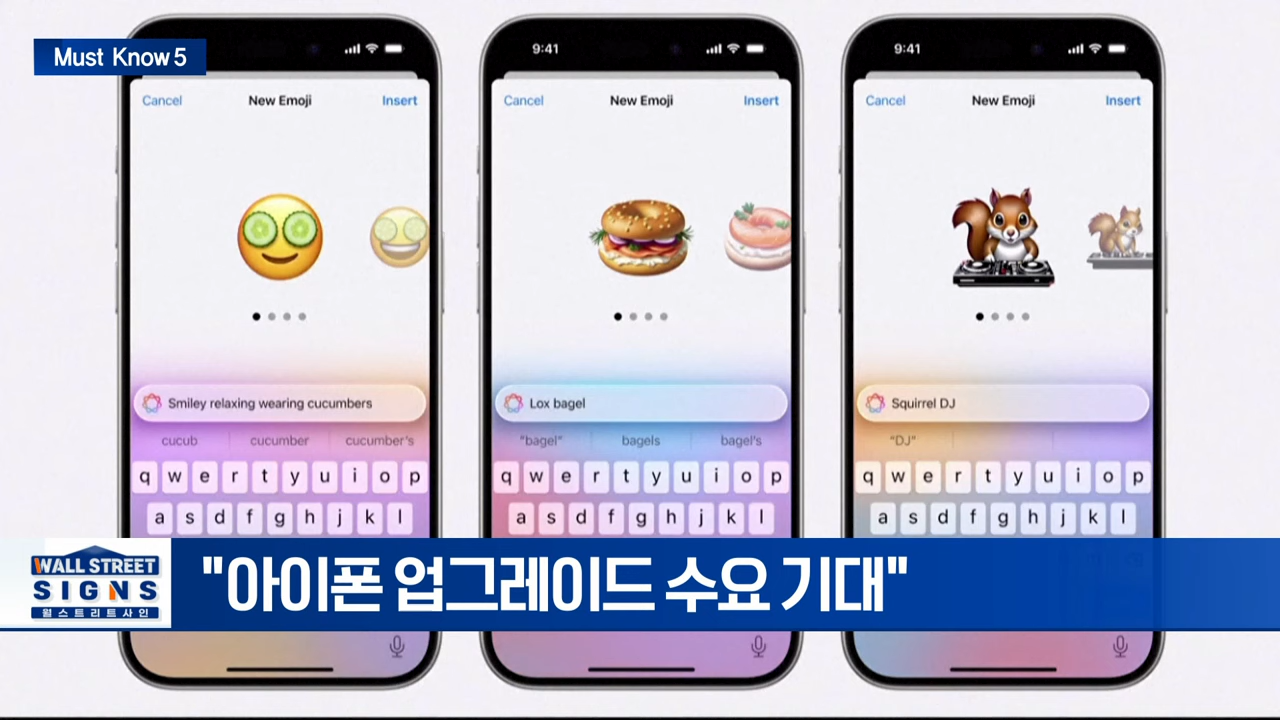 Must Know 5
9:41
9:41
Cancel New Emoji Insert
Cancel New Emoji Insert
Cancel New Emoji Insert
Smiley relaxing wearing cucumbers
Lox bagel
Squirrel DJ
cucub cucumber cucumber's
"bagel" bagels bagel's
"DJ"
q w e r t y u i o p
q w e r t y u i o p
q w e r t y u i o p
a s d f g h j k l
a s d f g h j k l
a s d f g h j k l
WALL STREET
SIGNS
월스트리트사인
"아이폰 업그레이드 수요 기대"